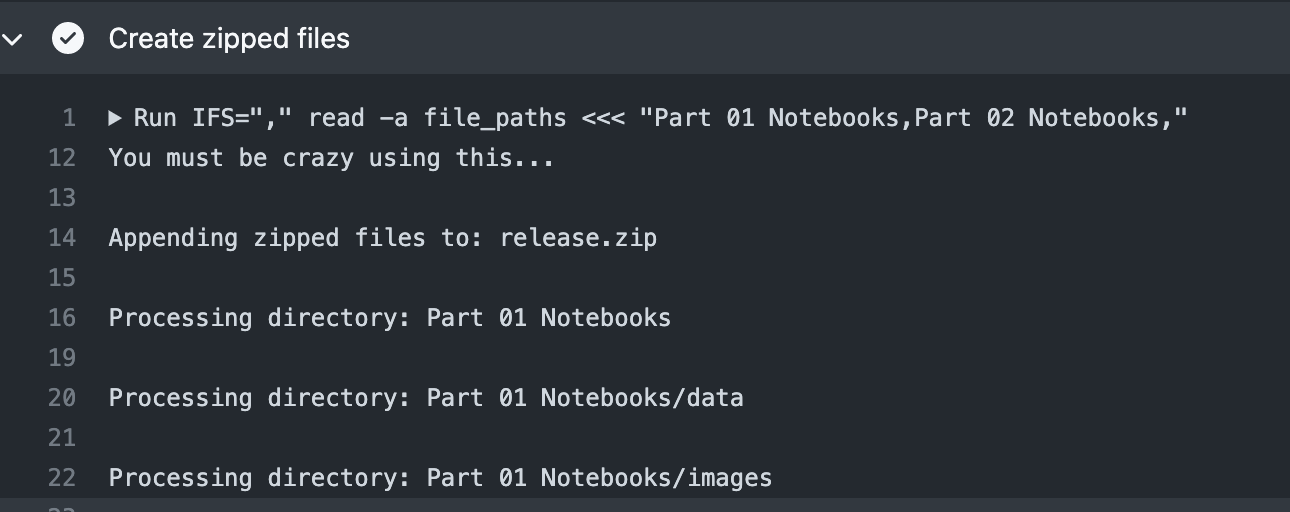 Create zipped files
1 Run IFS="," read -a file_paths <<< "Part 01 Notebooks,Part 02 Notebooks,"
12 You must be crazy using this...
13
14 Appending zipped files to: release.zip
15
16 Processing directory: Part 01 Notebooks
19
20 Processing directory: Part 01 Notebooks/data
21
22 Processing directory: Part 01 Notebooks/images